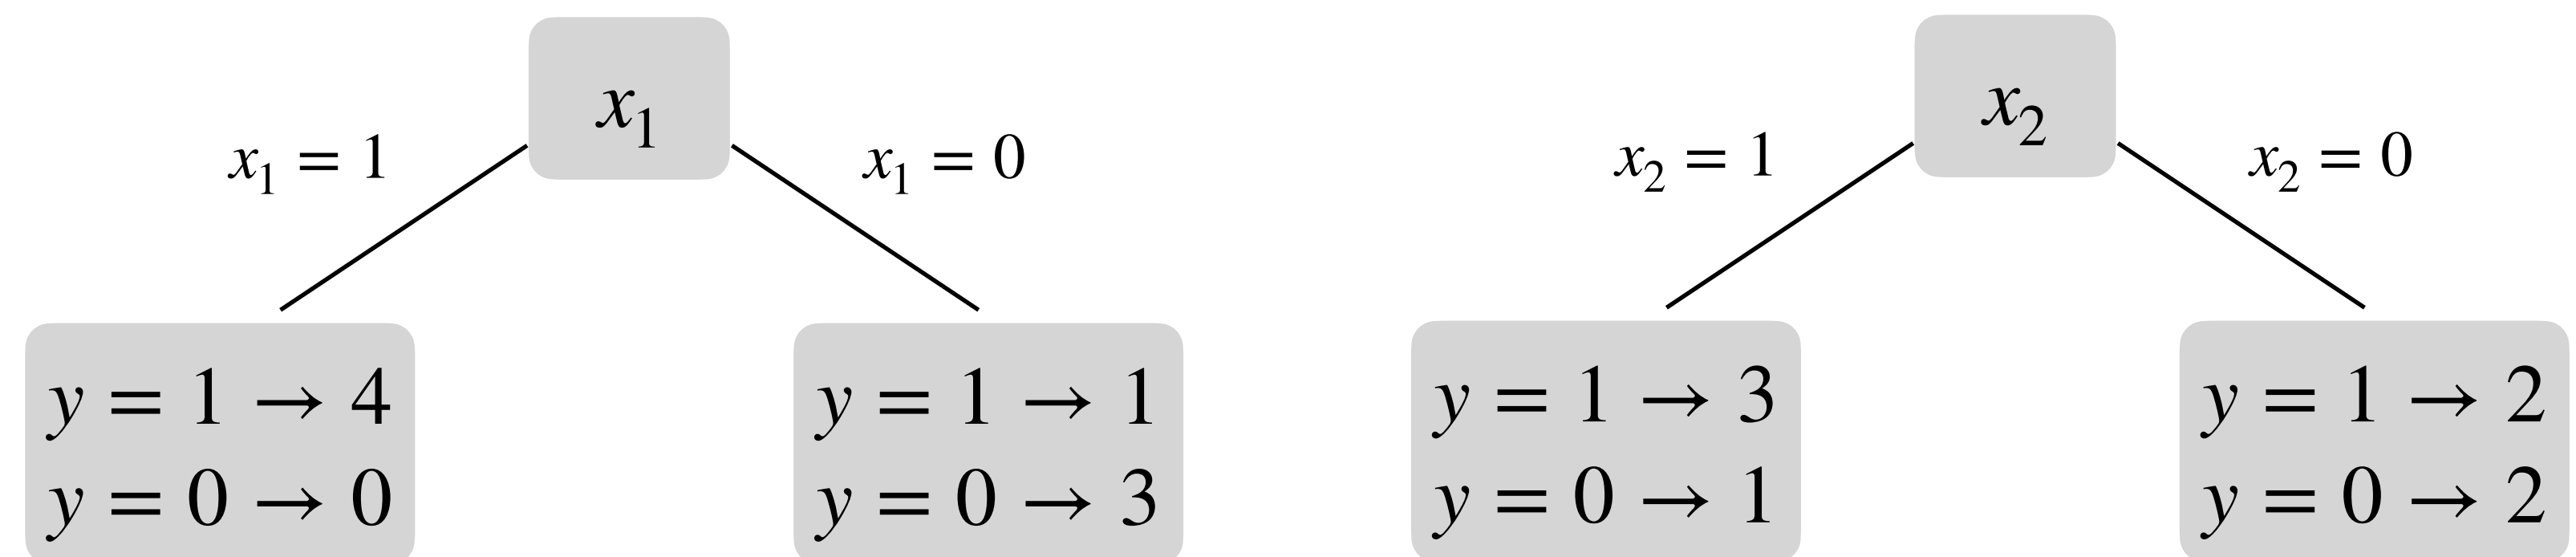 x₁
x₁ = 1
x₁ = 0
y = 1 → 4
y = 0 → 0
y = 1 → 1
y = 0 → 3
x₂
x₂ = 1
x₂ = 0
y = 1 → 3
y = 0 → 1
y = 1 → 2
y = 0 → 2